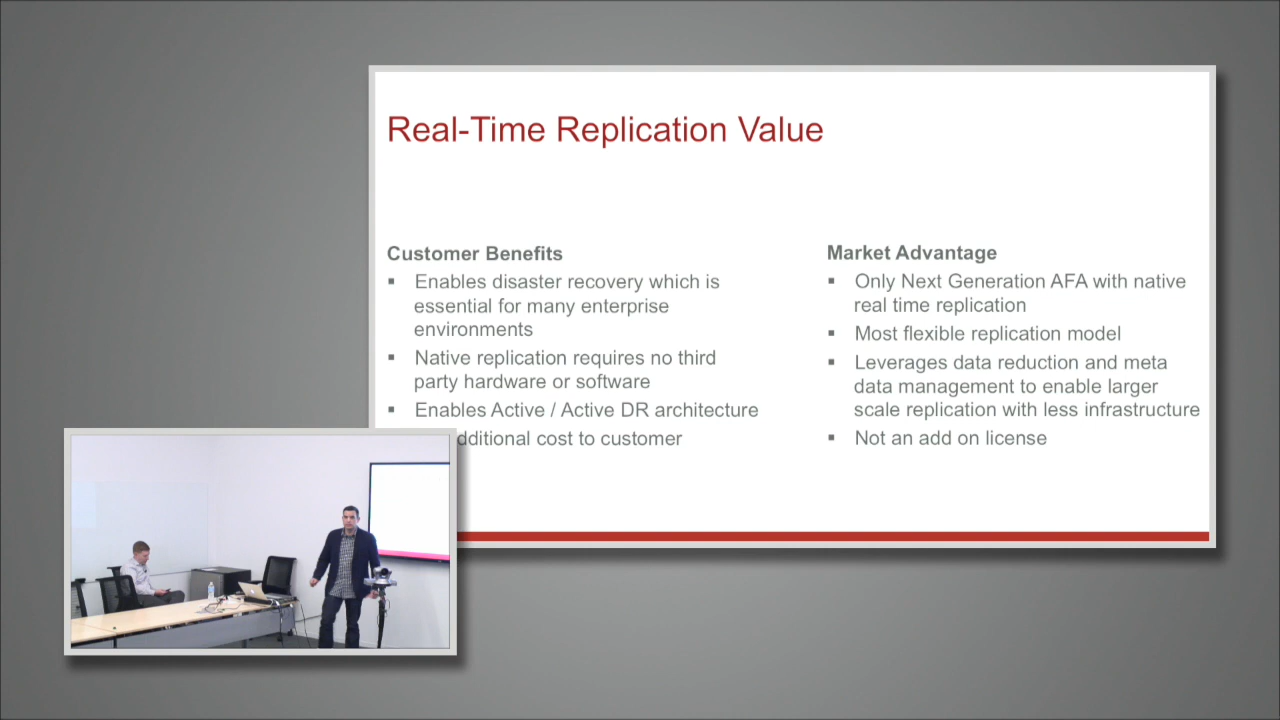 Real-Time Replication Value
Customer Benefits
▪ Enables disaster recovery which is
essential for many enterprise
environments
▪ Native replication requires no third
party hardware or software
▪ Enables Active / Active DR architecture
dditional cost to customer
Market Advantage
▪ Only Next Generation AFA with native
real time replication
▪ Most flexible replication model
▪ Leverages data reduction and meta
data management to enable larger
scale replication with less infrastructure
▪ Not an add on license